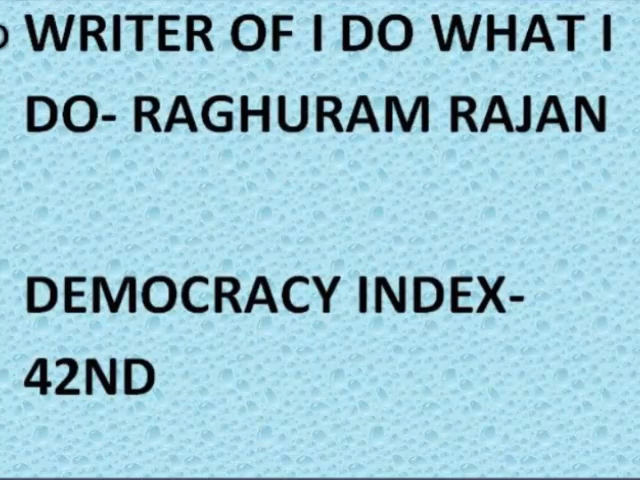 WRITER OF I DO WHAT I
DO- RAGHURAM RAJAN
DEMOCRACY INDEX-
42ND